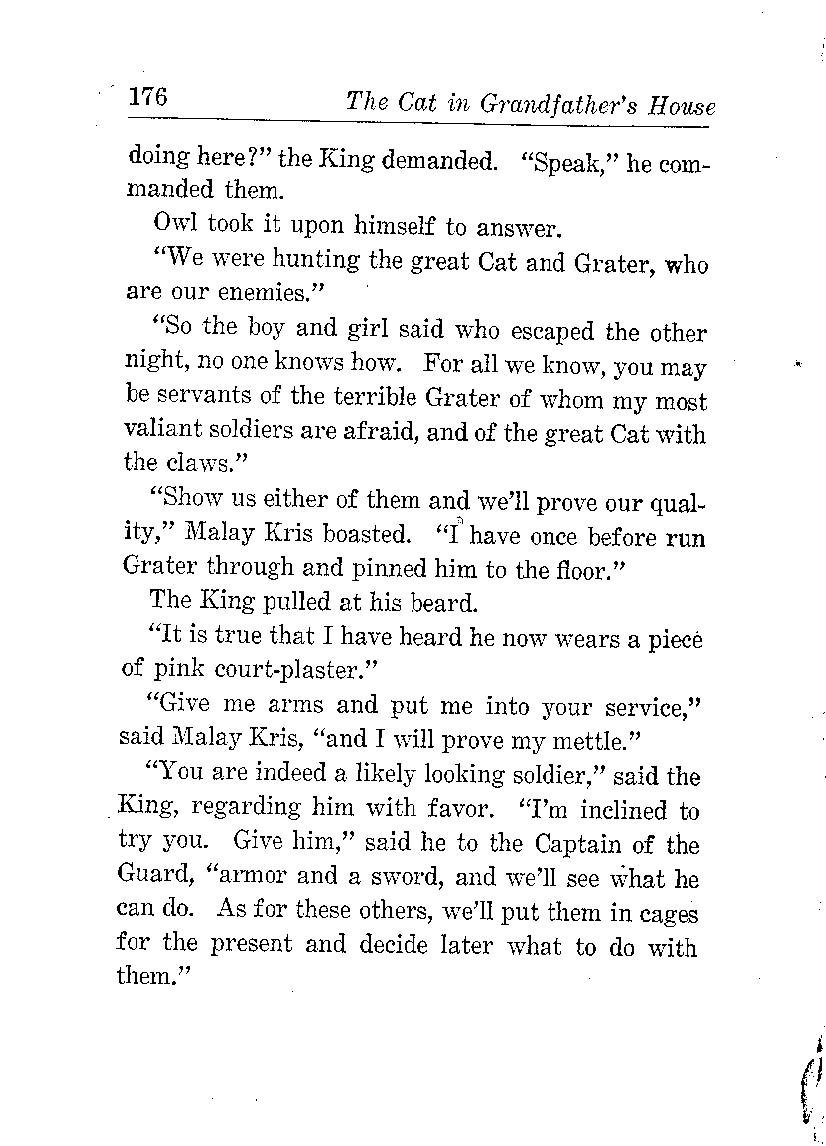 176 The Cat in Grandfather's House
doing here?” the King demanded. “Speak,” he com-
manded them.
Owl took it upon himself to answer.
“We were hunting the great Cat and Grater, who
are our enemies.”
“So the boy and girl said who escaped the other
night, no one knows how. For all we know, you may
be servants of the terrible Grater of whom my most
valiant soldiers are afraid, and of the great Cat with
the claws.”
“Show us either of them and we’ll prove our qual-
ity,” Malay Kris boasted. “I have once before run
Grater through and pinned him to the floor.”
The King pulled at his beard.
“It is true that I have heard he now wears a piece
of pink court-plaster.”
“Give me arms and put me into your service,”
said Malay Kris, “and I will prove my mettle.”
“You are indeed a likely looking soldier,” said the
King, regarding him with favor. “I’m inclined to
try you. Give him,” said he to the Captain of the
Guard, “armor and a sword, and we’ll see what he
can do. As for these others, we’ll put them in cages
for the present and decide later what to do with
them.”